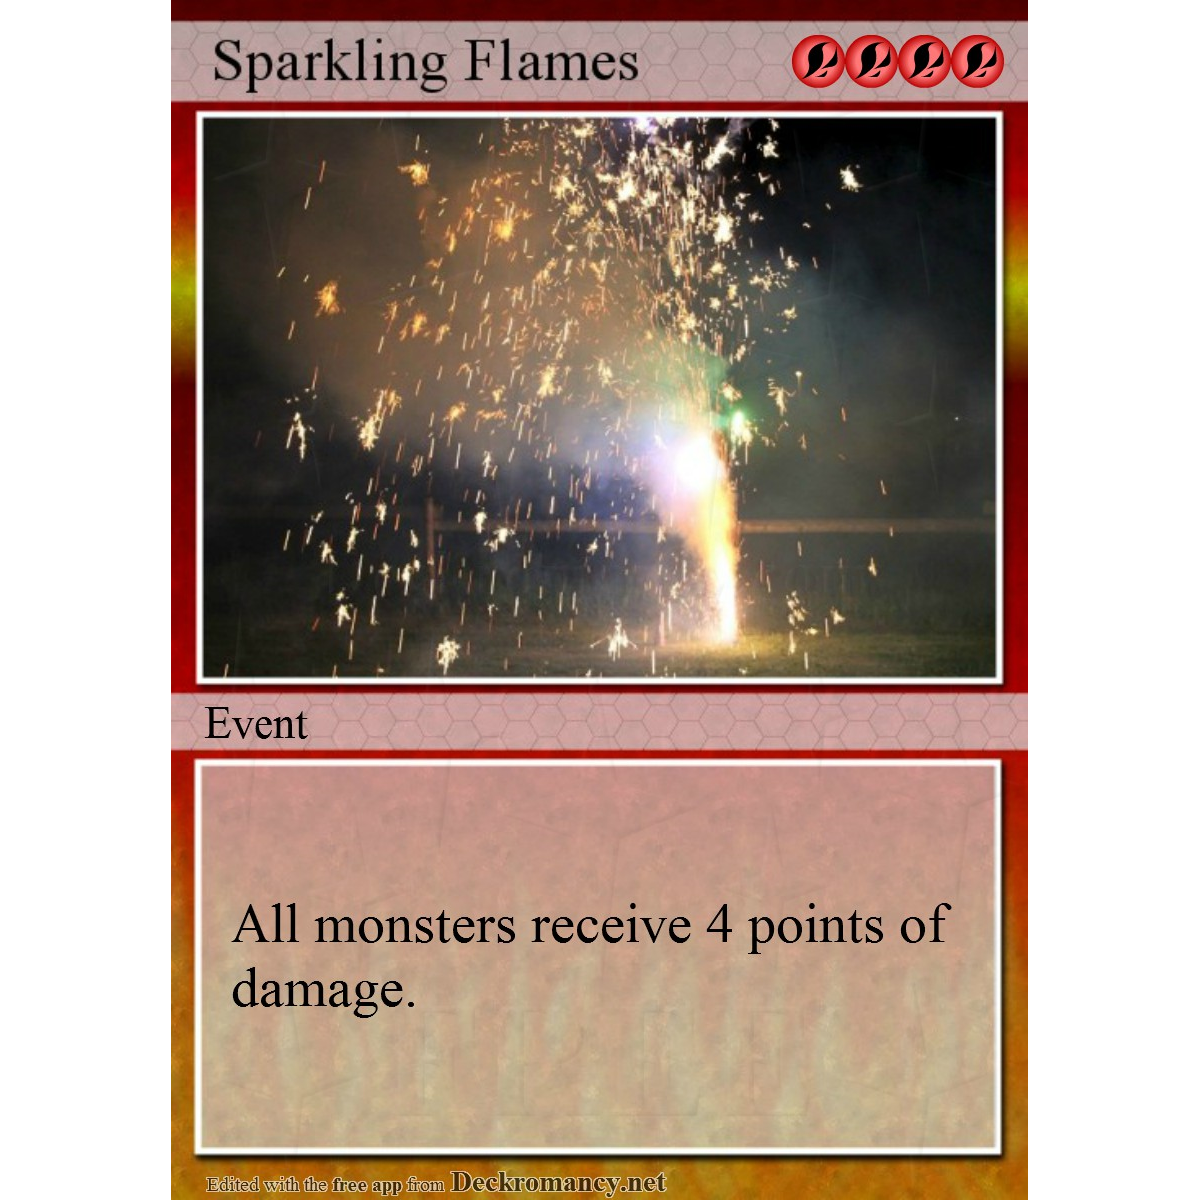 Sparkling Flames
Event
All monsters receive 4 points of
damage.
Edited with the free app from Deckromancy.net